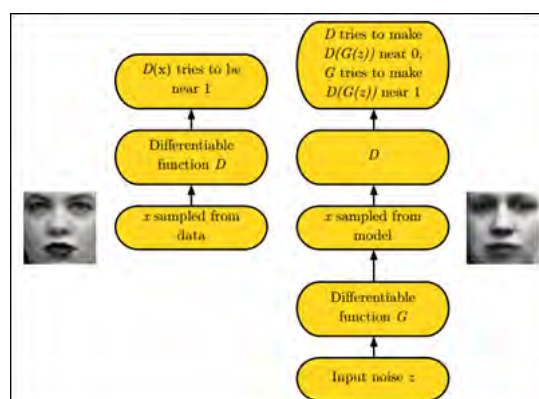 D(x) tries to be
near 1
Differentiable
function D
x sampled from
data
D tries to make
D(G(z)) near 0,
G tries to make
D(G(z)) near 1
D
x sampled from
model
Differentiable
function G
Input noise z